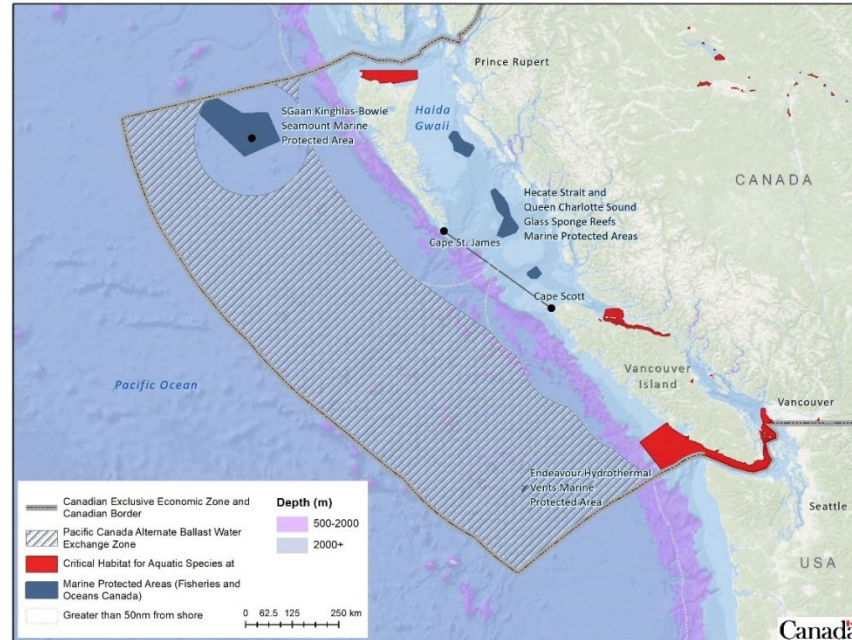 Prince Rupert
SGaan Kinghlas-Bowie
Seamount Marine
Protected Area
Haida
Gwaii
CANADA
Hecate Strait and
Queen Charlotte Sound
Glass Sponge Reefs
Marine Protected Areas
Cape St. James
Cape Scott
Pacific Ocean
Vancouver
Island
Vancouver
Endeavour Hydrothermal
Vents Marine
Protected Area
Seattle
USA
Canadian Exclusive Economic Zone and
Canadian Border
Pacific Canada Alternate Ballast Water
Exchange Zone
Critical Habitat for Aquatic Species at
Marine Protected Areas (Fisheries and
Oceans Canada)
Greater than 50nm from shore
Depth (m)
500-2000
2000+
0 62.5 125 250 km
Canada